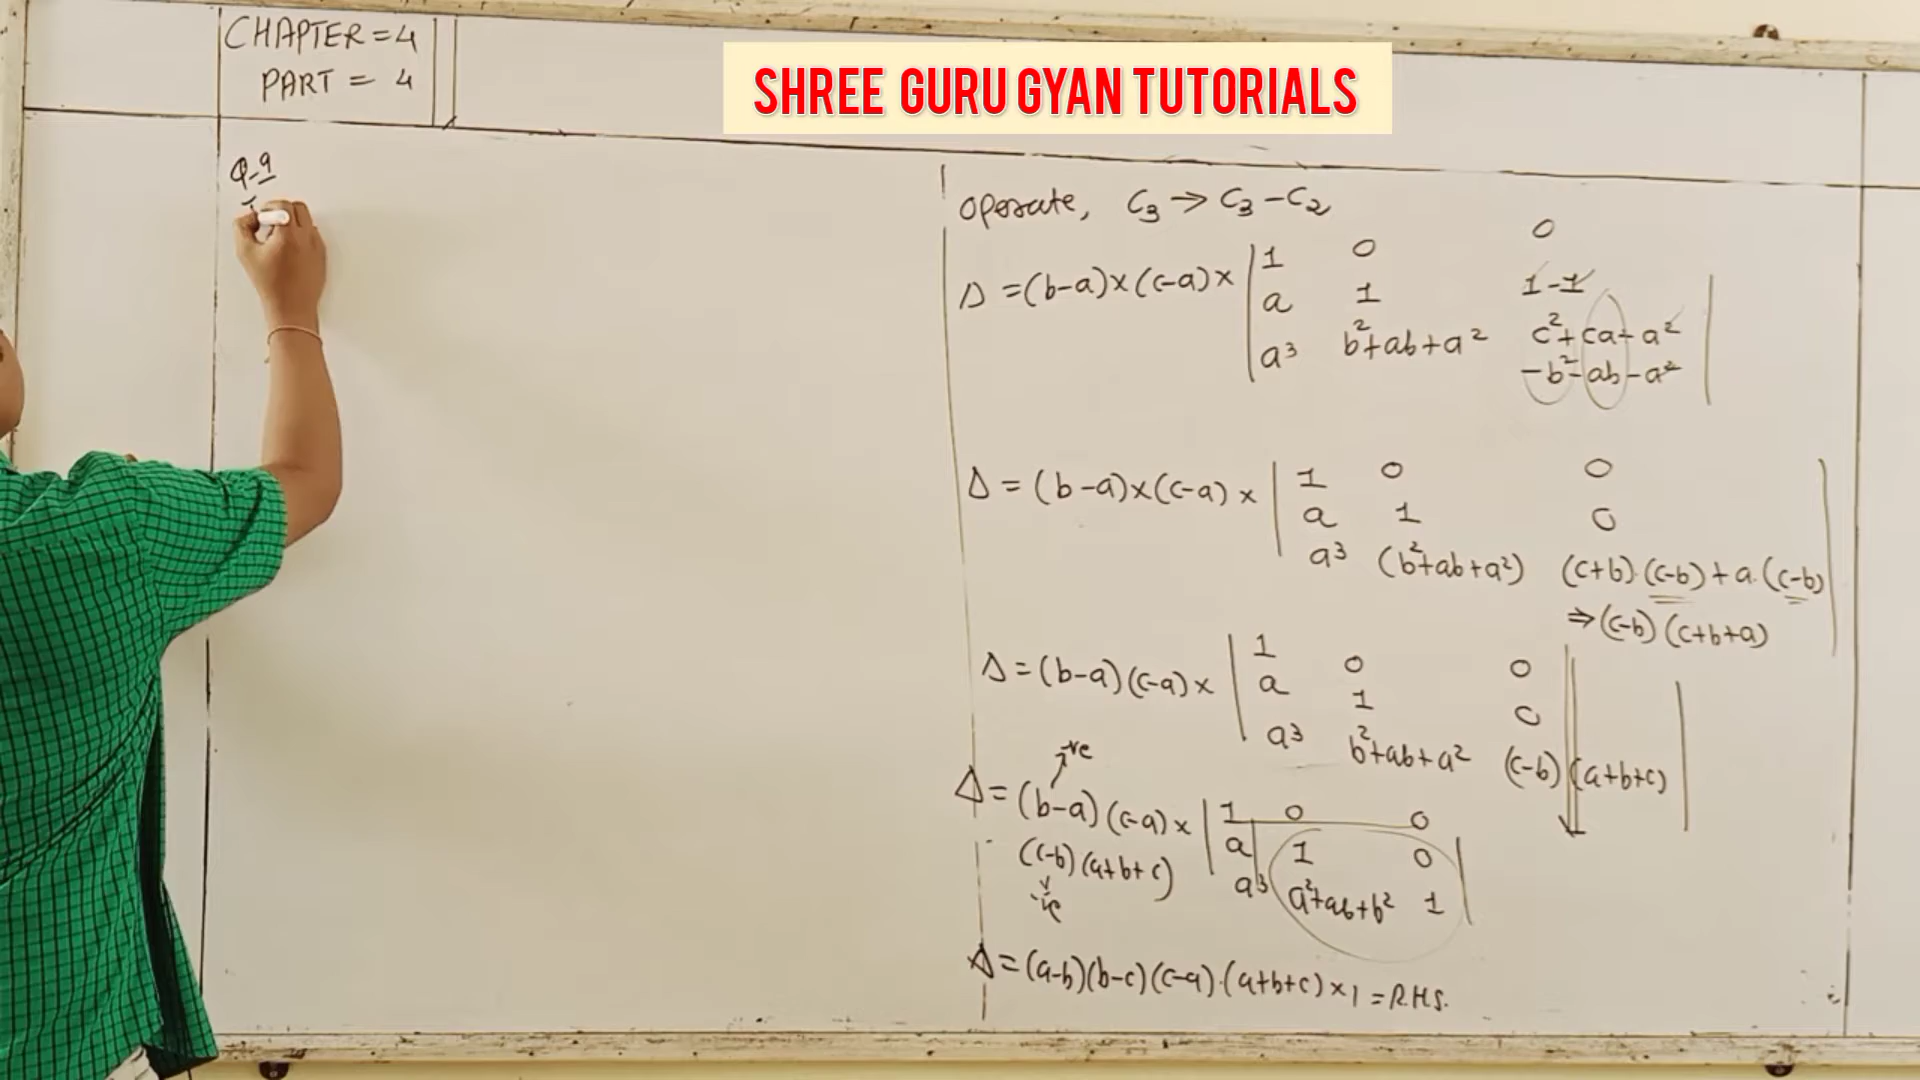 CHAPTER = 4
PART = 4
SHREE GURU GYAN TUTORIALS
Q-9
operate, C₃ → C₃ - C₂
Δ = (b-a)×(c-a)× | 1 0 0
a 1 1-1
a³ b²+ab+a² c²+ca+a²
-b²-ab-a² |
Δ = (b-a)×(c-a)× | 1 0 0
a 1 0
a³ (b²+ab+a²) (c+b).(c-b)+a.(c-b)
⇒ (c-b)(c+b+a) |
Δ = (b-a)(c-a)× | 1 0 0
a 1 0
a³ b²+ab+a² (c-b)(a+b+c) |
-ve
Δ = (b-a)(c-a)× | 1 0 0
(c-b)(a+b+c) a 1 0
a³ a²+ab+b² 1 |
-ve
Δ = (a-b)(b-c)(c-a).(a+b+c)×1 = R.H.S.